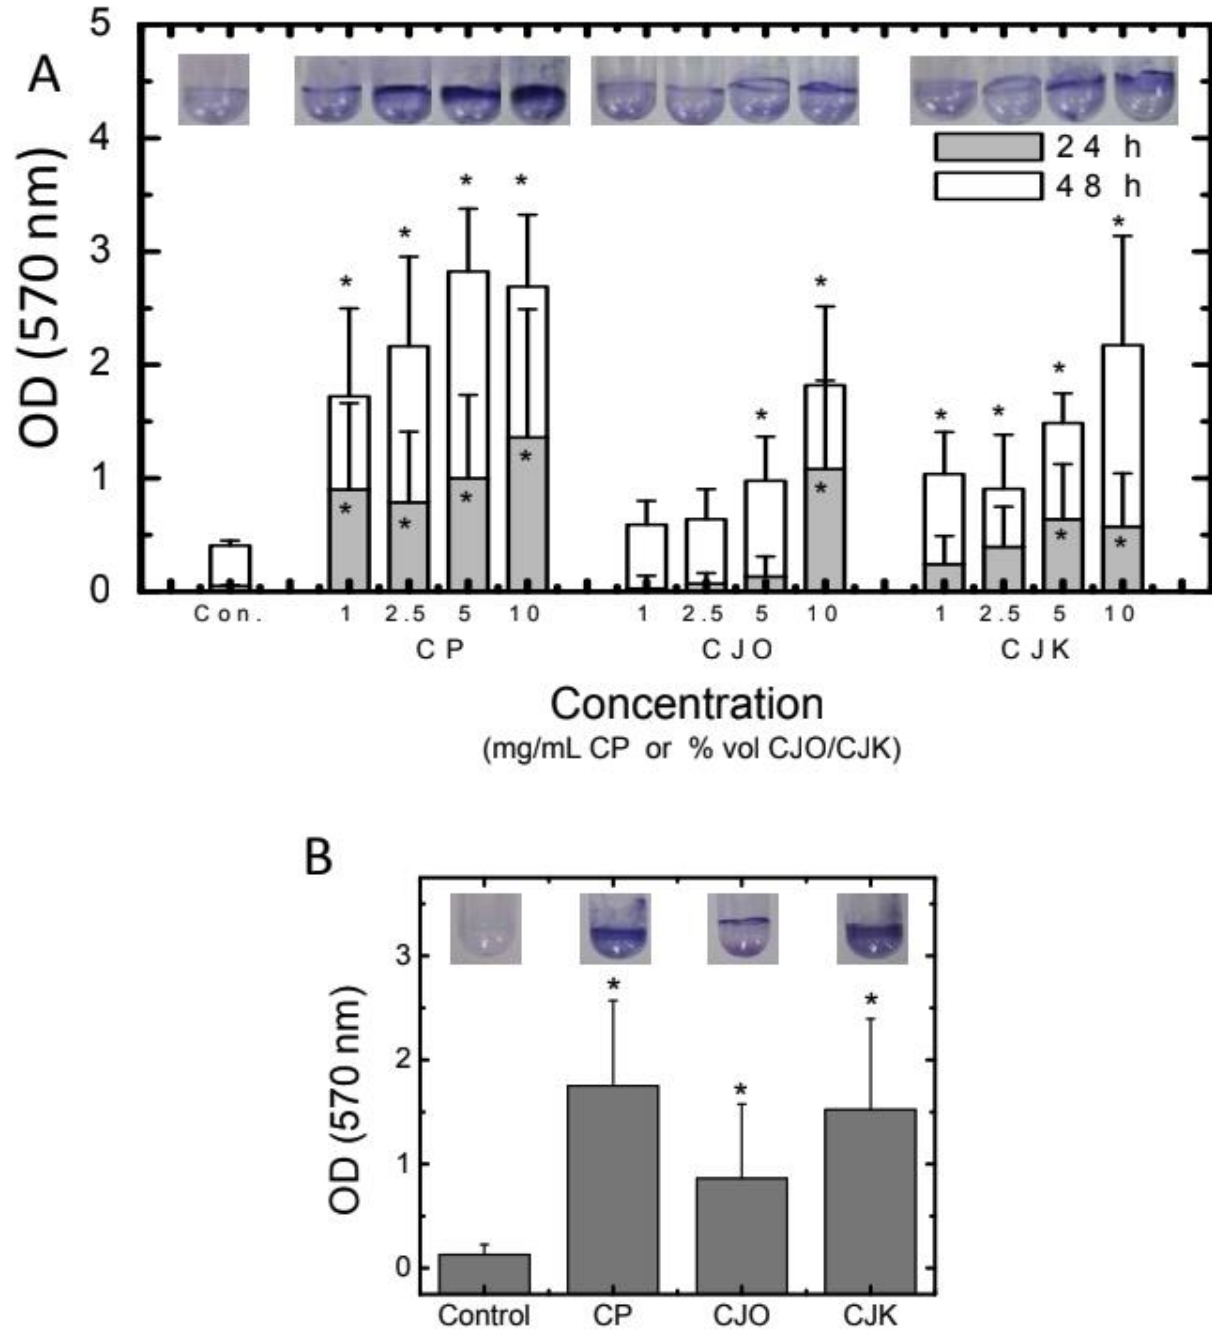 A
5
4
3
2
1
0
OD (570 nm)
24 h
48 h
* * * *
* * * *
* *
*
* * * *
* *
Con. 1 2.5 5 10 1 2.5 5 10 1 2.5 5 10
CP CJO CJK
Concentration
(mg/mL CP or % vol CJO/CJK)
B
3
2
1
0
OD (570 nm)
* * *
Control CP CJO CJK